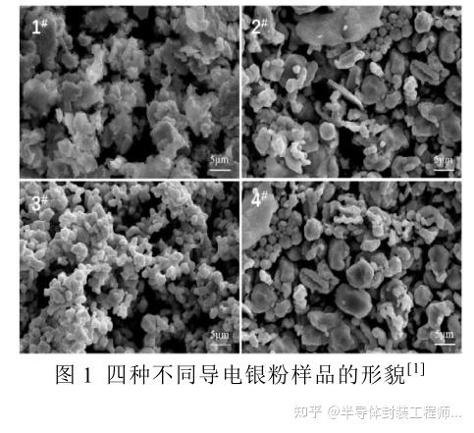 1# 2#
5μm 5μm
3# 4#
5μm 5μm
图 1 四种不同导电银粉样品的形貌[1]
知乎 @半导体封装工程师...